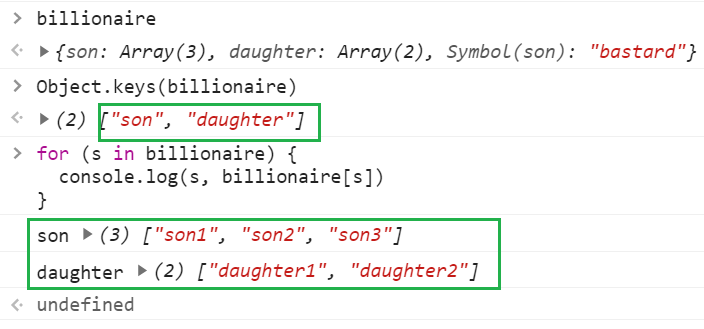 > billionaire
<· ▶{son: Array(3), daughter: Array(2), Symbol(son): "bastard"}
> Object.keys(billionaire)
<· ▶(2) ["son", "daughter"]
> for (s in billionaire) {
console.log(s, billionaire[s])
}
son ▶(3) ["son1", "son2", "son3"]
daughter ▶(2) ["daughter1", "daughter2"]
<· undefined